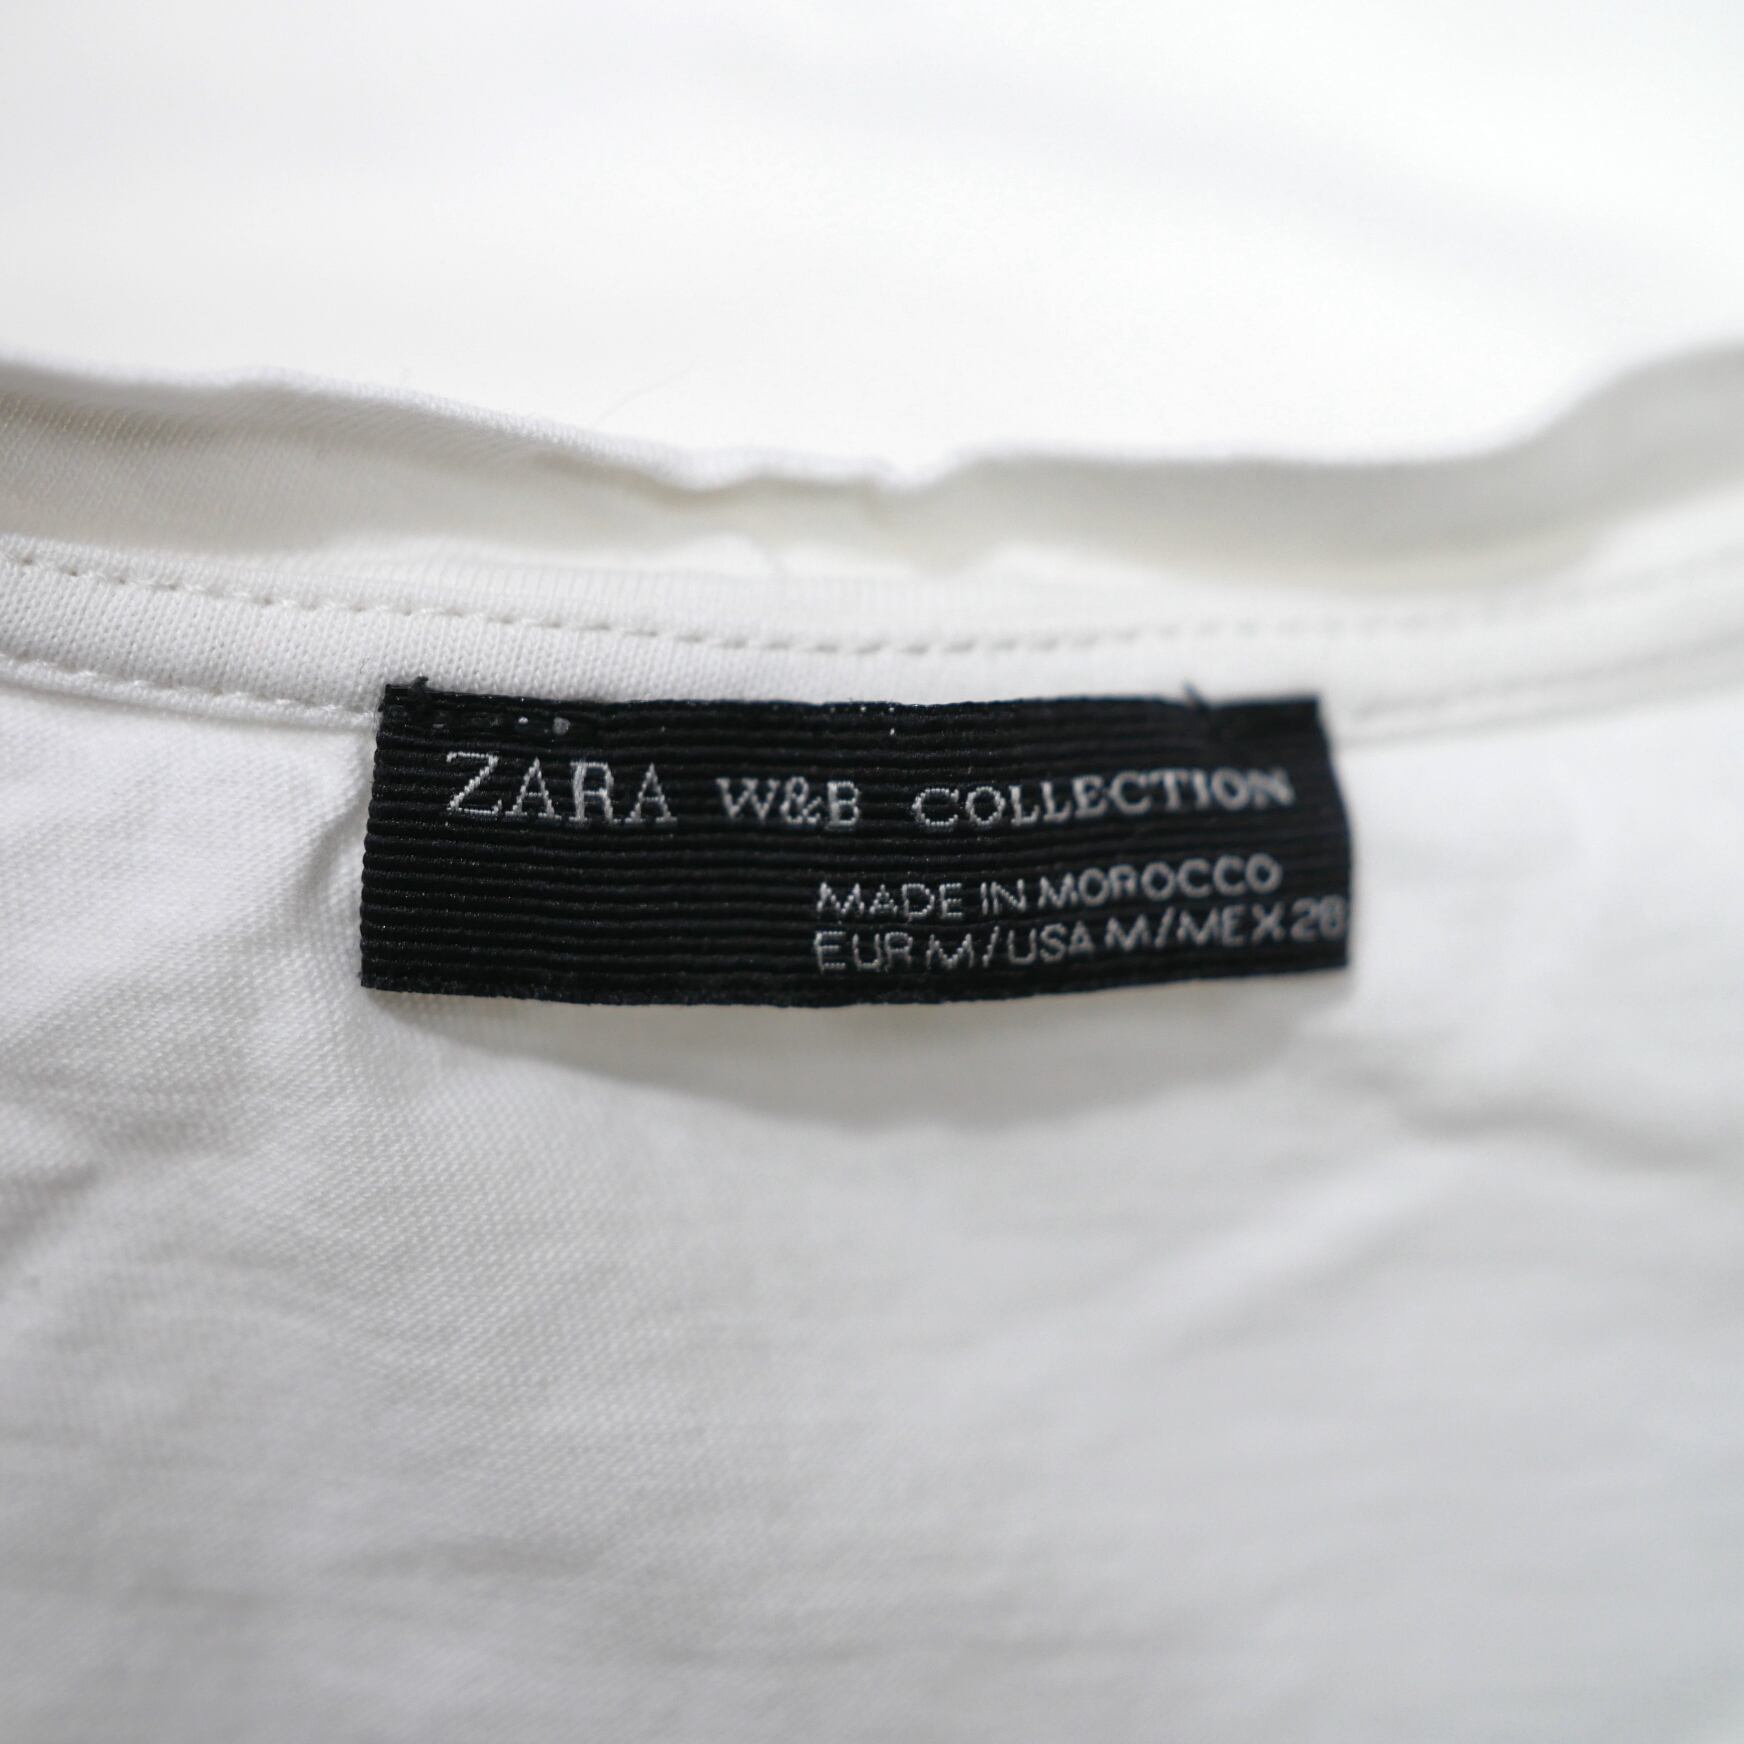 ZARA W&B COLLECTION
MADE IN MOROCCO
EUR M/USA M/MEX 28